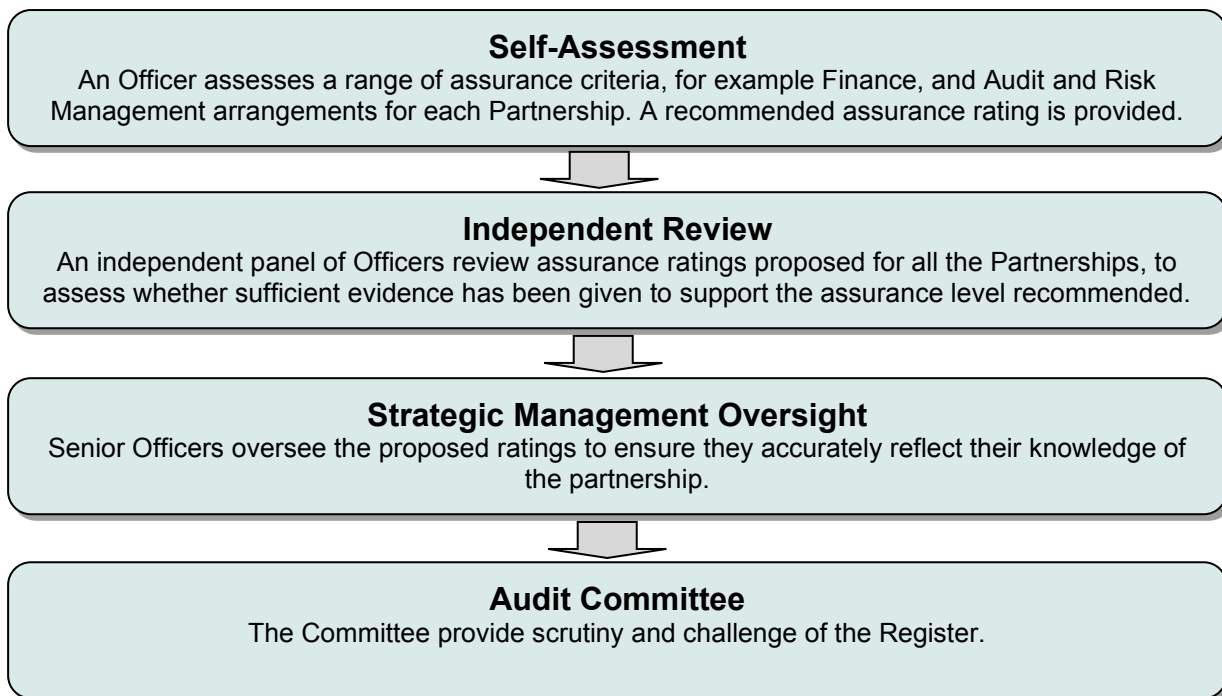 Self-Assessment
An Officer assesses a range of assurance criteria, for example Finance, and Audit and Risk
Management arrangements for each Partnership. A recommended assurance rating is provided.
Independent Review
An independent panel of Officers review assurance ratings proposed for all the Partnerships, to
assess whether sufficient evidence has been given to support the assurance level recommended.
Strategic Management Oversight
Senior Officers oversee the proposed ratings to ensure they accurately reflect their knowledge of
the partnership.
Audit Committee
The Committee provide scrutiny and challenge of the Register.